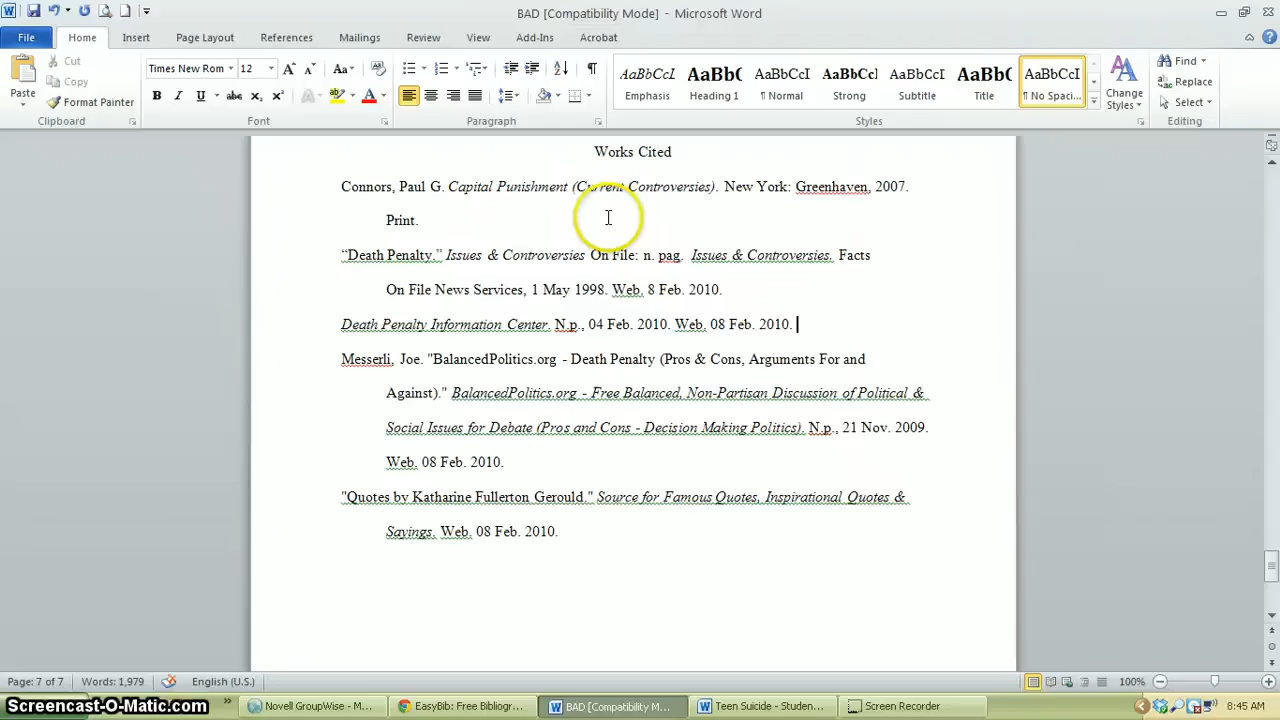 BAD [Compatibility Mode] - Microsoft Word
File Home Insert Page Layout References Mailings Review View Add-Ins Acrobat
Cut
Copy
Format Painter
Paste
Clipboard
Times New Rom 12
Font
Paragraph
AaBbCcI AaBbC AaBbCcI AaBbCcI AaBbCcI AaBbC AaBbCcI
Emphasis Heading 1 ¶ Normal Strong Subtitle Title ¶ No Spaci...
Change Styles
Styles
Find
Replace
Select
Editing
Works Cited
Connors, Paul G. Capital Punishment (Current Controversies). New York: Greenhaven, 2007.
Print.
“Death Penalty.” Issues & Controversies On File: n. pag. Issues & Controversies. Facts
On File News Services, 1 May 1998. Web. 8 Feb. 2010.
Death Penalty Information Center. N.p., 04 Feb. 2010. Web. 08 Feb. 2010.
Messerli, Joe. "BalancedPolitics.org - Death Penalty (Pros & Cons, Arguments For and
Against)." BalancedPolitics.org - Free Balanced, Non-Partisan Discussion of Political &
Social Issues for Debate (Pros and Cons - Decision Making Politics). N.p., 21 Nov. 2009.
Web. 08 Feb. 2010.
"Quotes by Katharine Fullerton Gerould." Source for Famous Quotes, Inspirational Quotes &
Sayings. Web. 08 Feb. 2010.
Page: 7 of 7 Words: 1,979 English (U.S.) 100%
Screencast-O-Matic.com Novell GroupWise - M... EasyBib: Free Bibliogr... BAD [Compatibility M... Teen Suicide - Studen... Screen Recorder 8:45 AM